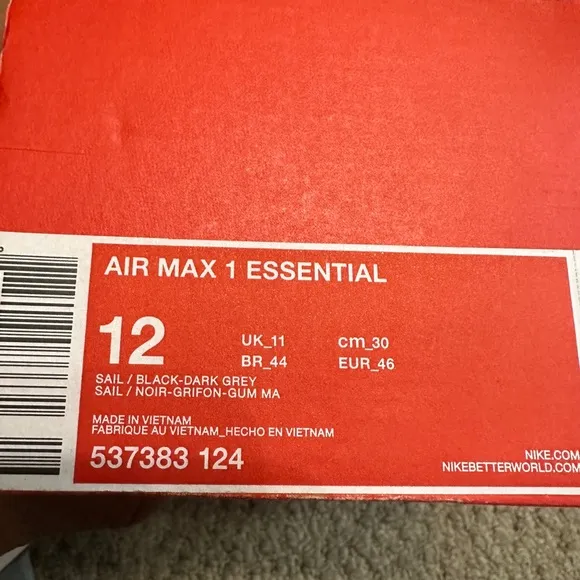 AIR MAX 1 ESSENTIAL
12
UK_11 cm_30
BR_44 EUR_46
SAIL / BLACK-DARK GREY
SAIL / NOIR-GRIFON-GUM MA
MADE IN VIETNAM
FABRIQUE AU VIETNAM_HECHO EN VIETNAM
537383 124
NIKE.COM
NIKEBETTERWORLD.COM